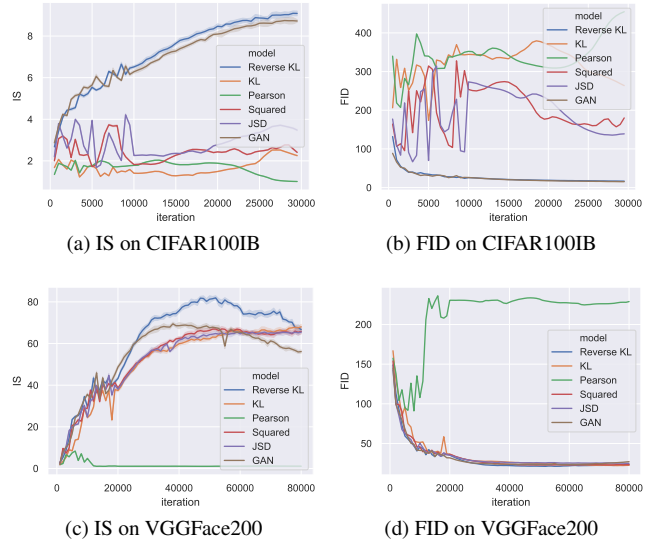 8
6
4
2
IS
0
5000
10000
15000
20000
25000
30000
iteration
model
Reverse KL
KL
Pearson
Squared
JSD
GAN
(a) IS on CIFAR100IB
400
300
200
100
0
FID
0
5000
10000
15000
20000
25000
30000
iteration
model
Reverse KL
KL
Pearson
Squared
JSD
GAN
(b) FID on CIFAR100IB
80
60
40
20
0
IS
0
20000
40000
60000
80000
iteration
model
Reverse KL
KL
Pearson
Squared
JSD
GAN
(c) IS on VGGFace200
200
150
100
50
FID
0
20000
40000
60000
80000
iteration
model
Reverse KL
KL
Pearson
Squared
JSD
GAN
(d) FID on VGGFace200